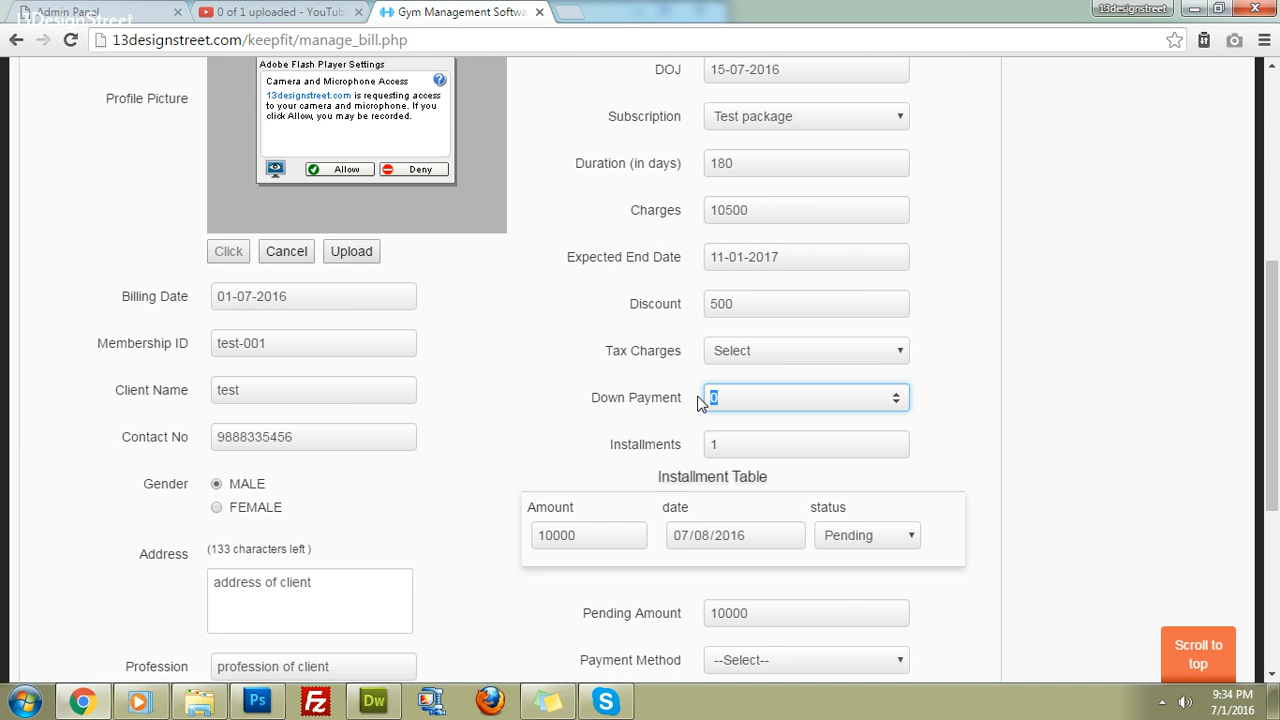 13DesignStreet
Admin Panel
0 of 1 uploaded - YouTub
Gym Management Softwa
13designstreet
13designstreet.com/keepfit/manage_bill.php
Profile Picture
Adobe Flash Player Settings
Camera and Microphone Access
13designstreet.com is requesting access
to your camera and microphone. If you
click Allow, you may be recorded.
Allow
Deny
Click
Cancel
Upload
Billing Date 01-07-2016
Membership ID test-001
Client Name test
Contact No 9888335456
Gender MALE
FEMALE
Address (133 characters left )
address of client
Profession profession of client
DOJ 15-07-2016
Subscription Test package
Duration (in days) 180
Charges 10500
Expected End Date 11-01-2017
Discount 500
Tax Charges Select
Down Payment 0
Installments 1
Installment Table
Amount date status
10000 07/08/2016 Pending
Pending Amount 10000
Payment Method --Select--
Scroll to
top
Ps
Fz
Dw
S
9:34 PM
7/1/2016